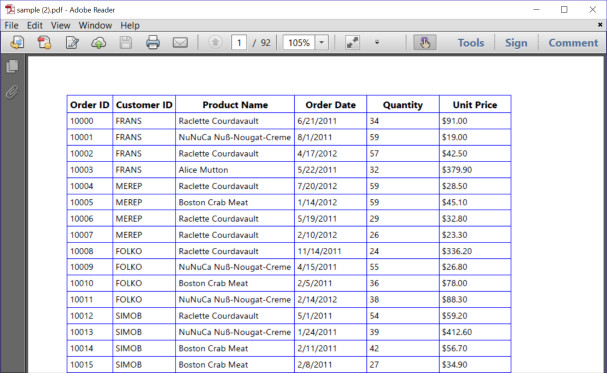 sample (2).pdf - Adobe Reader
File Edit View Window Help
1 / 92 105% Tools Sign Comment
Order ID Customer ID Product Name Order Date Quantity Unit Price
10000 FRANS Raclette Courdavault 6/21/2011 34 $91.00
10001 FRANS NuNuCa Nuß-Nougat-Creme 8/1/2011 59 $19.00
10002 FRANS Raclette Courdavault 4/17/2012 57 $42.50
10003 FRANS Alice Mutton 5/22/2011 32 $379.90
10004 MEREP Raclette Courdavault 7/20/2012 59 $28.50
10005 MEREP Boston Crab Meat 1/14/2012 59 $45.10
10006 MEREP Raclette Courdavault 5/19/2011 29 $32.80
10007 MEREP Raclette Courdavault 2/10/2012 26 $23.30
10008 FOLKO Raclette Courdavault 11/14/2011 24 $336.20
10009 FOLKO NuNuCa Nuß-Nougat-Creme 4/15/2011 55 $26.80
10010 FOLKO Boston Crab Meat 2/5/2011 36 $78.00
10011 FOLKO NuNuCa Nuß-Nougat-Creme 2/14/2012 38 $88.30
10012 SIMOB Raclette Courdavault 5/1/2011 54 $59.20
10013 SIMOB NuNuCa Nuß-Nougat-Creme 1/24/2011 39 $412.60
10014 SIMOB Boston Crab Meat 2/11/2011 42 $56.70
10015 SIMOB Boston Crab Meat 2/8/2011 27 $34.90